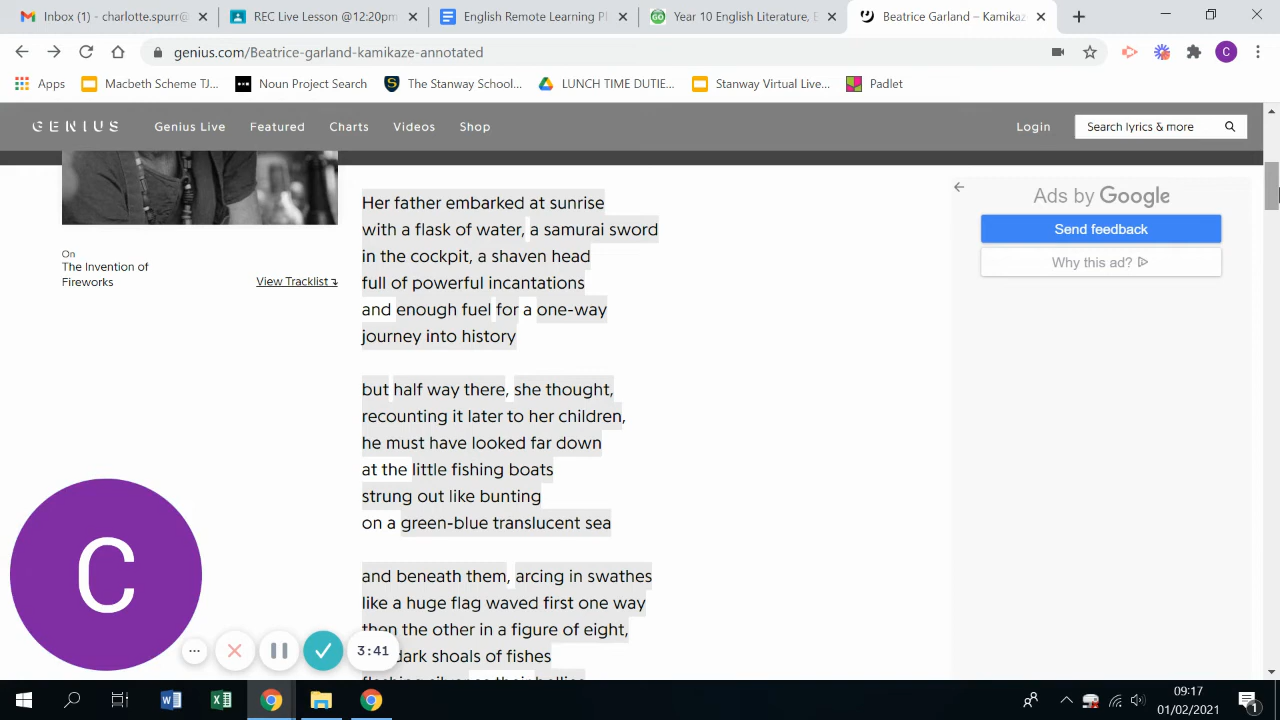 Inbox (1) - charlotte.spurr@
REC Live Lesson @12:20pm
English Remote Learning Pl
GO
Year 10 English Literature, E
Beatrice Garland – Kamikaz
genius.com/Beatrice-garland-kamikaze-annotated
C
Apps
Macbeth Scheme TJ...
Noun Project Search
The Stanway School...
LUNCH TIME DUTIE...
Stanway Virtual Live...
Padlet
GENIUS
Genius Live
Featured
Charts
Videos
Shop
Login
Search lyrics & more
On
The Invention of
Fireworks
View Tracklist
Her father embarked at sunrise
with a flask of water, a samurai sword
in the cockpit, a shaven head
full of powerful incantations
and enough fuel for a one-way
journey into history
but half way there, she thought,
recounting it later to her children,
he must have looked far down
at the little fishing boats
strung out like bunting
on a green-blue translucent sea
and beneath them, arcing in swathes
like a huge flag waved first one way
then the other in a figure of eight,
dark shoals of fishes
Ads by Google
Send feedback
Why this ad?
C
3:41
09:17
01/02/2021
1